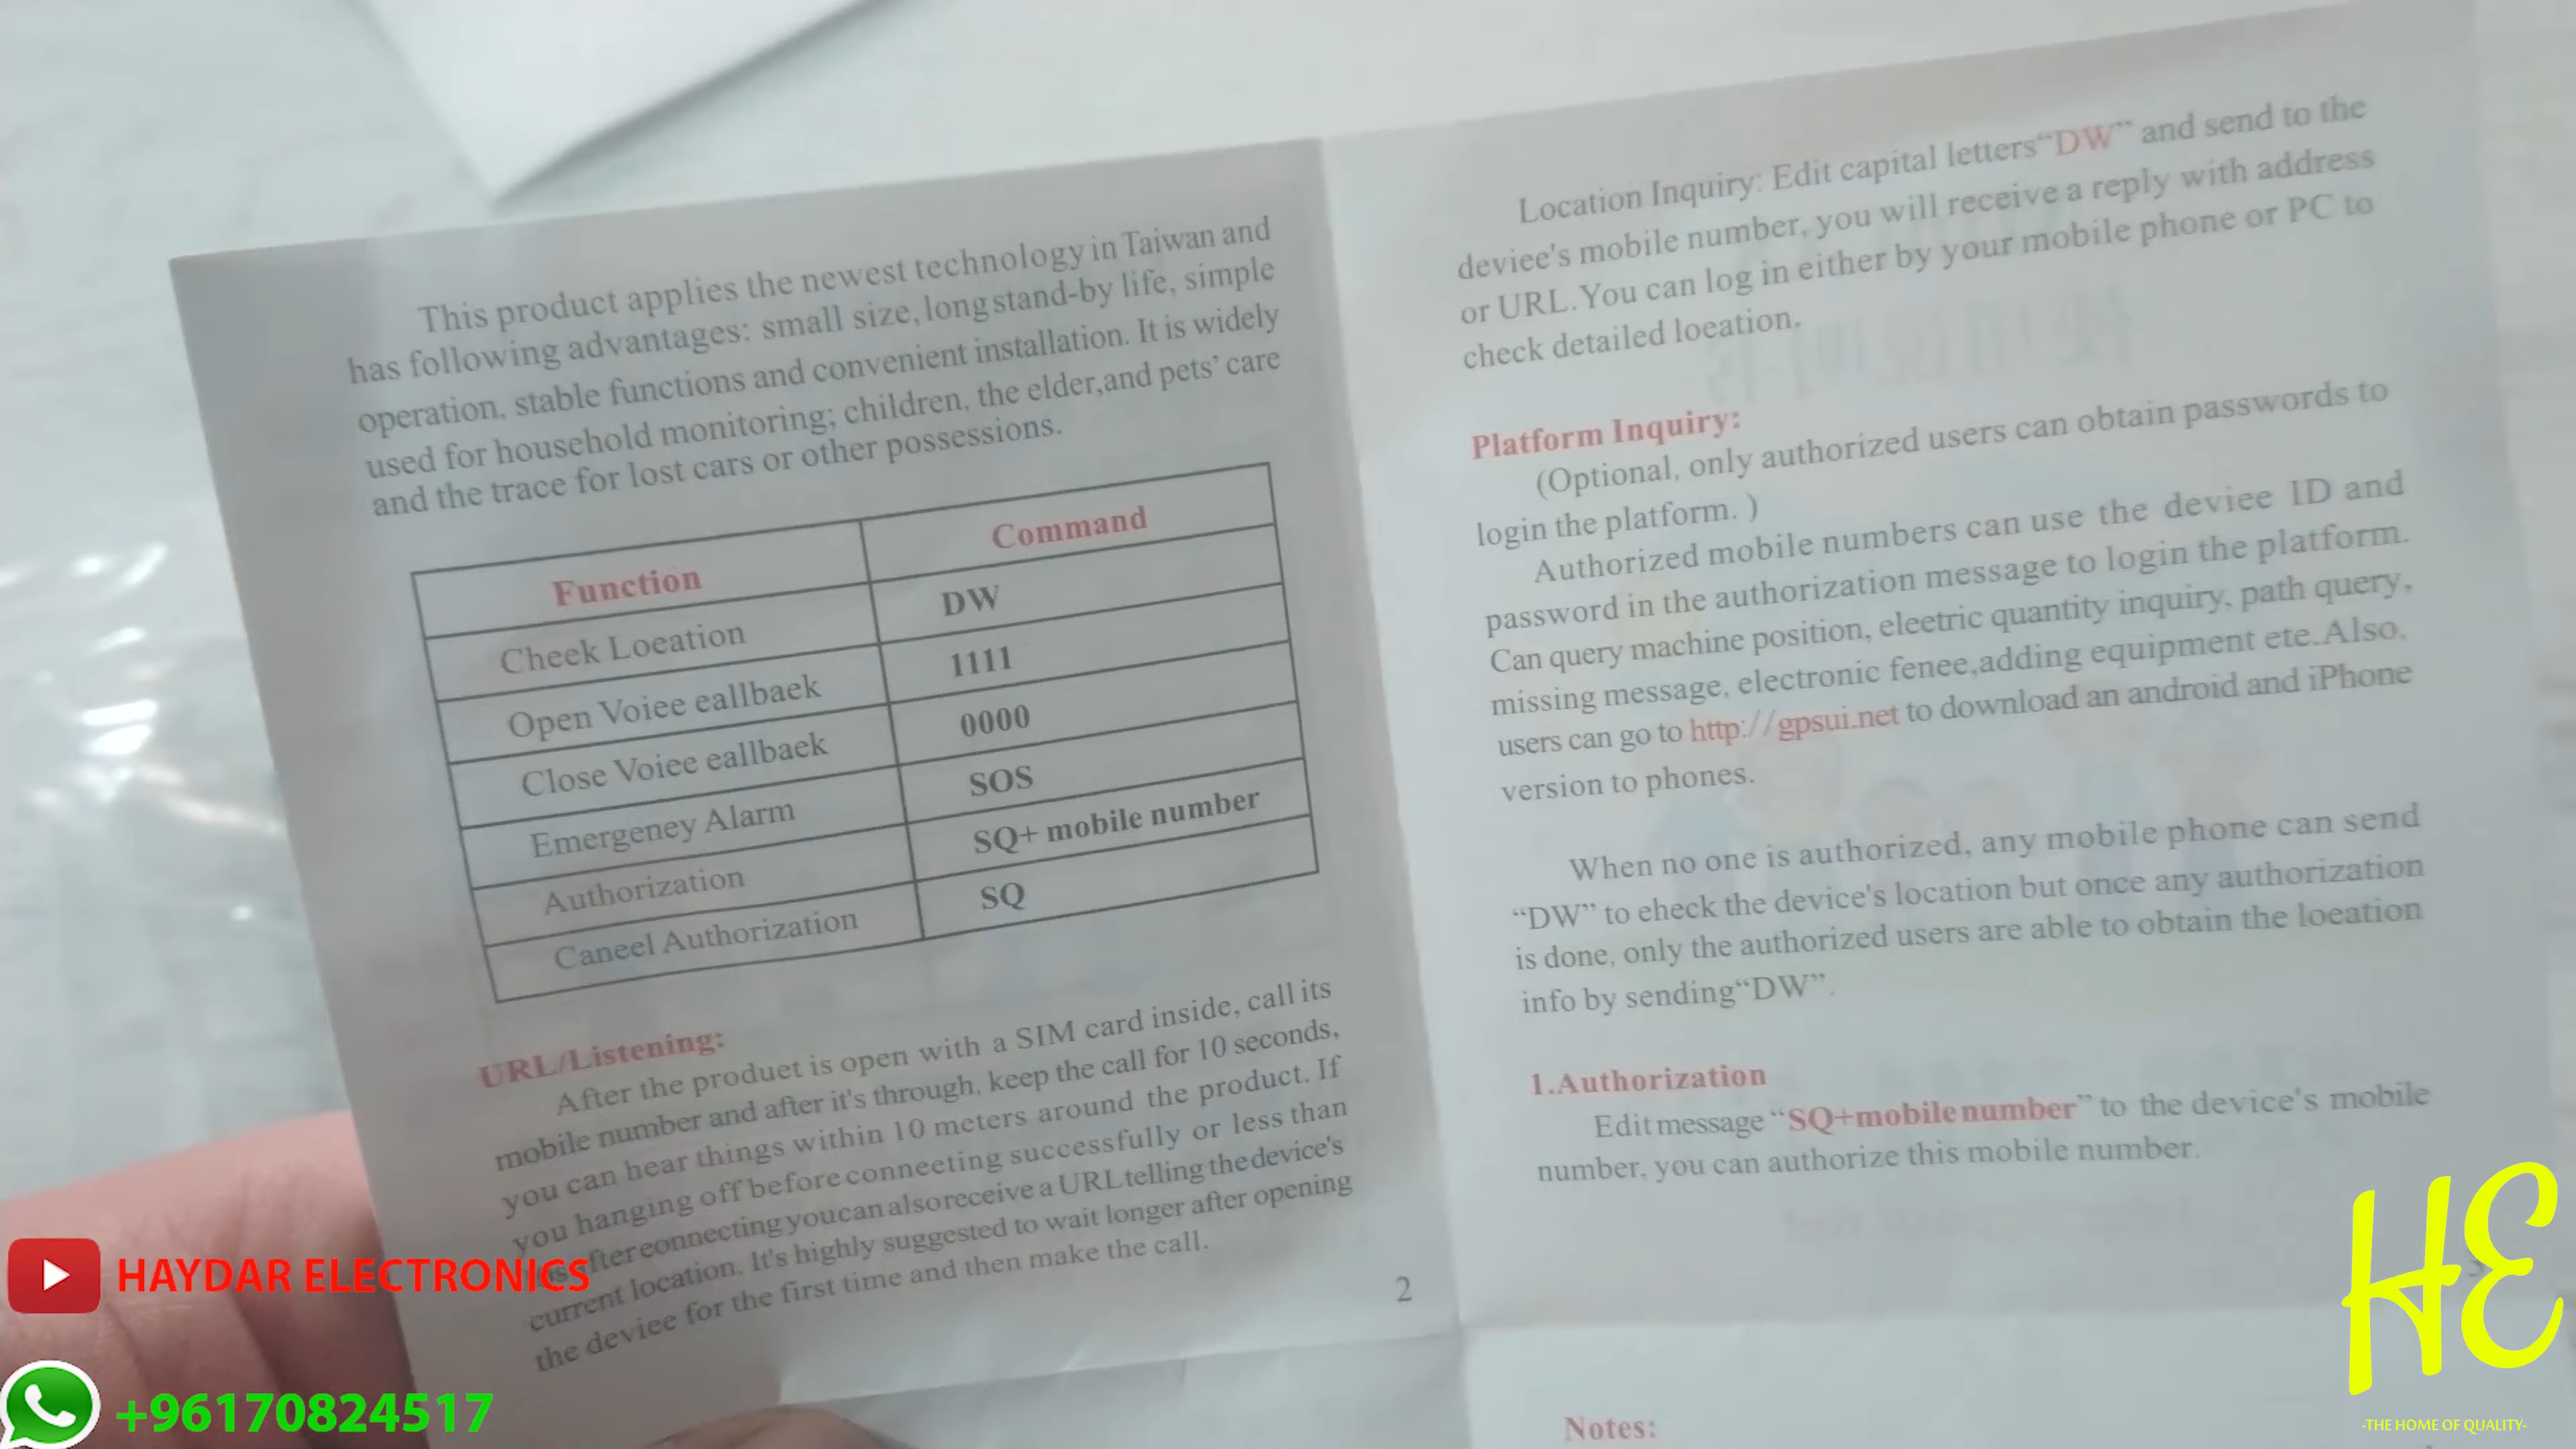 This product applies the newest technology in Taiwan and
has following advantages: small size, long stand-by life, simple
operation, stable functions and convenient installation. It is widely
used for household monitoring; children, the elder,and pets' care
and the trace for lost cars or other possessions.
Function Command
Cheek Loeation DW
Open Voiee eallbaek 1111
Close Voiee eallbaek 0000
Emergeney Alarm SOS
Authorization SQ+ mobile number
Caneel Authorization SQ
URL/Listening:
After the produet is open with a SIM card inside, call its
mobile number and after it's through, keep the call for 10 seconds,
you can hear things within 10 meters around the product. If
you hanging off before conneeting successfully or less than
after eonnecting you can also receive a URL telling the device's
current location. It's highly suggested to wait longer after opening
the deviee for the first time and then make the call.
2
Location Inquiry: Edit capital letters“DW” and send to the
deviee's mobile number, you will receive a reply with address
or URL.You can log in either by your mobile phone or PC to
check detailed loeation.
Platform Inquiry:
(Optional, only authorized users can obtain passwords to
login the platform. )
Authorized mobile numbers can use the deviee 1D and
password in the authorization message to login the platform.
Can query machine position, eleetric quantity inquiry, path query,
missing message, electronic fenee,adding equipment ete.Also,
users can go to http://gpsui.net to download an android and iPhone
version to phones.
When no one is authorized, any mobile phone can send
“DW” to eheck the device's location but once any authorization
is done, only the authorized users are able to obtain the loeation
info by sending“DW”.
1.Authorization
Edit message “SQ+mobile number” to the device's mobile
number, you can authorize this mobile number.
Notes:
HAYDAR ELECTRONICS
+96170824517
HE
-THE HOME OF QUALITY-